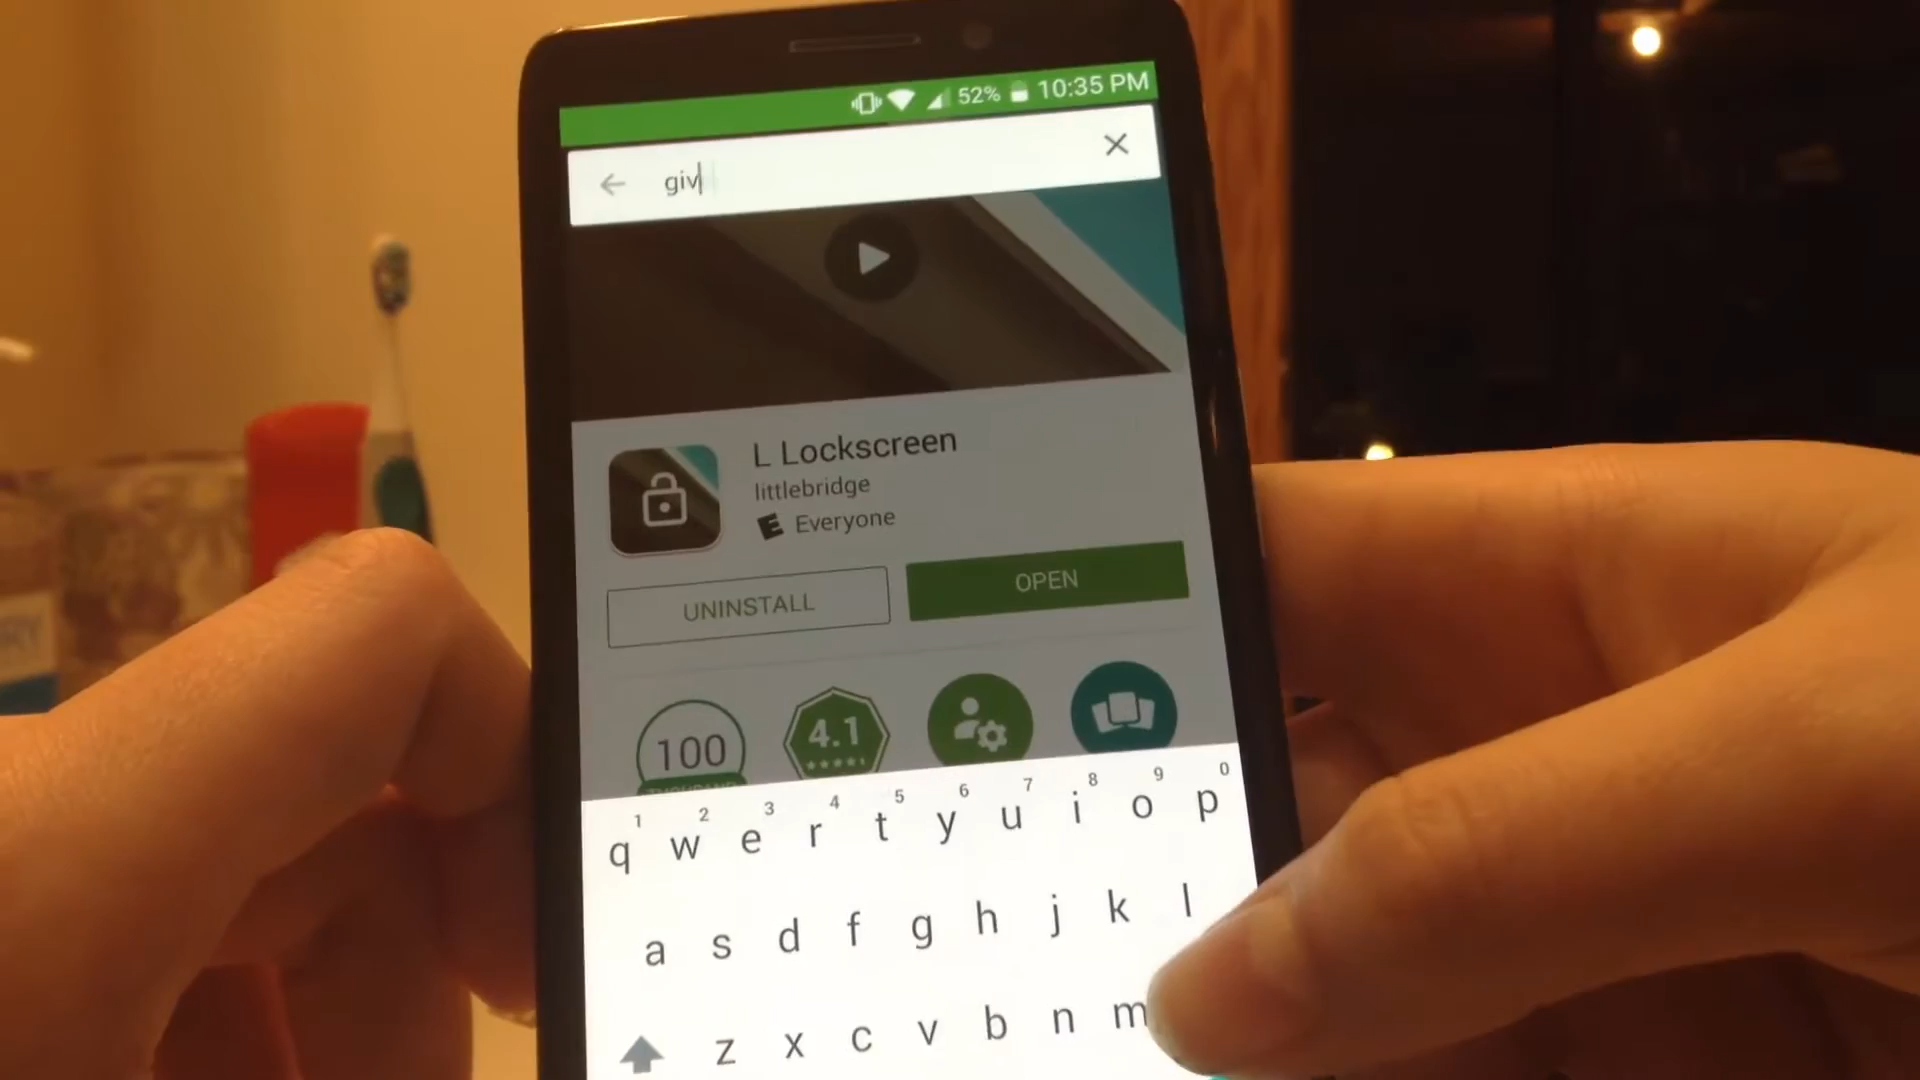 52% 10:35 PM
giv
L Lockscreen
littlebridge
E Everyone
UNINSTALL
OPEN
100
4.1
1 2 3 4 5 6 7 8 9 0
q w e r t y u i o p
a s d f g h j k l
z x c v b n m